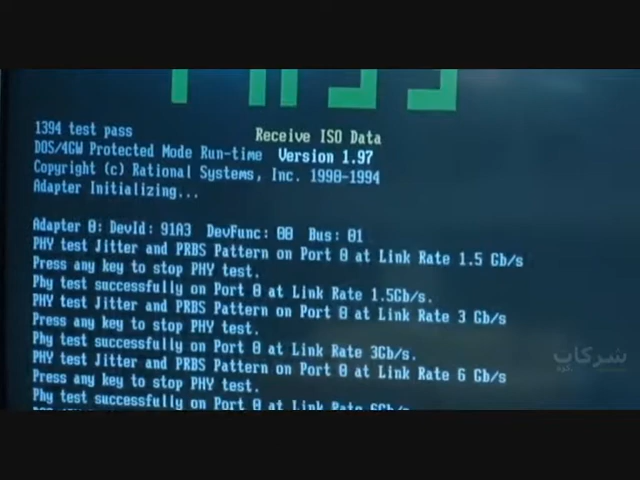 PASS
1394 test pass
Receive ISO Data
DOS/4GW Protected Mode Run-time Version 1.97
Copyright (c) Rational Systems, Inc. 1990-1994
Adapter Initializing...
Adapter 0: DevId: 91A3 DevFunc: 00 Bus: 01
PHY test Jitter and PRBS Pattern on Port 0 at Link Rate 1.5 Gb/s
Press any key to stop PHY test.
Phy test successfully on Port 0 at Link Rate 1.5Gb/s.
PHY test Jitter and PRBS Pattern on Port 0 at Link Rate 3 Gb/s
Press any key to stop PHY test.
Phy test successfully on Port 0 at Link Rate 3Gb/s.
PHY test Jitter and PRBS Pattern on Port 0 at Link Rate 6 Gb/s
Press any key to stop PHY test.
Phy test successfully on Port 0 at Link Rate 6Gb/s.
شرکاب